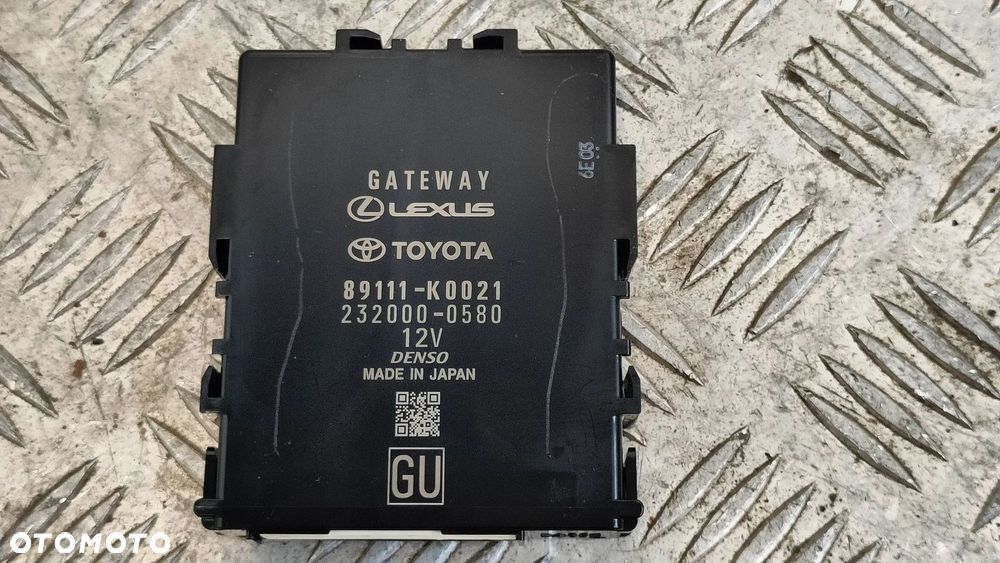 6E03
GATEWAY
LEXUS
TOYOTA
89111-K0021
232000-0580
12V
DENSO
MADE IN JAPAN
GU
OTOMOTO